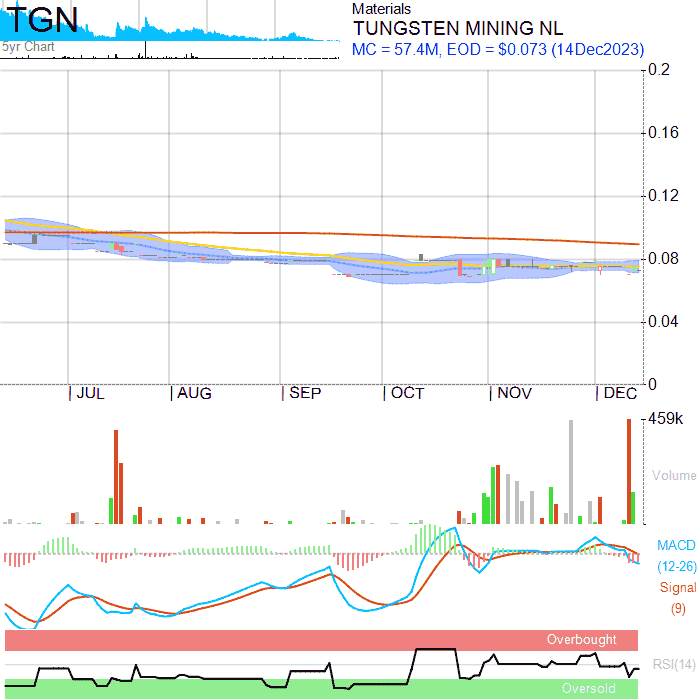 TGN
5yr Chart
Materials
TUNGSTEN MINING NL
MC = 57.4M, EOD = $0.073 (14Dec2023)
0.2
0.16
0.12
0.08
0.04
0
JUL AUG SEP OCT NOV DEC
459k
Volume
MACD
(12-26)
Signal
(9)
Overbought
RSI(14)
Oversold